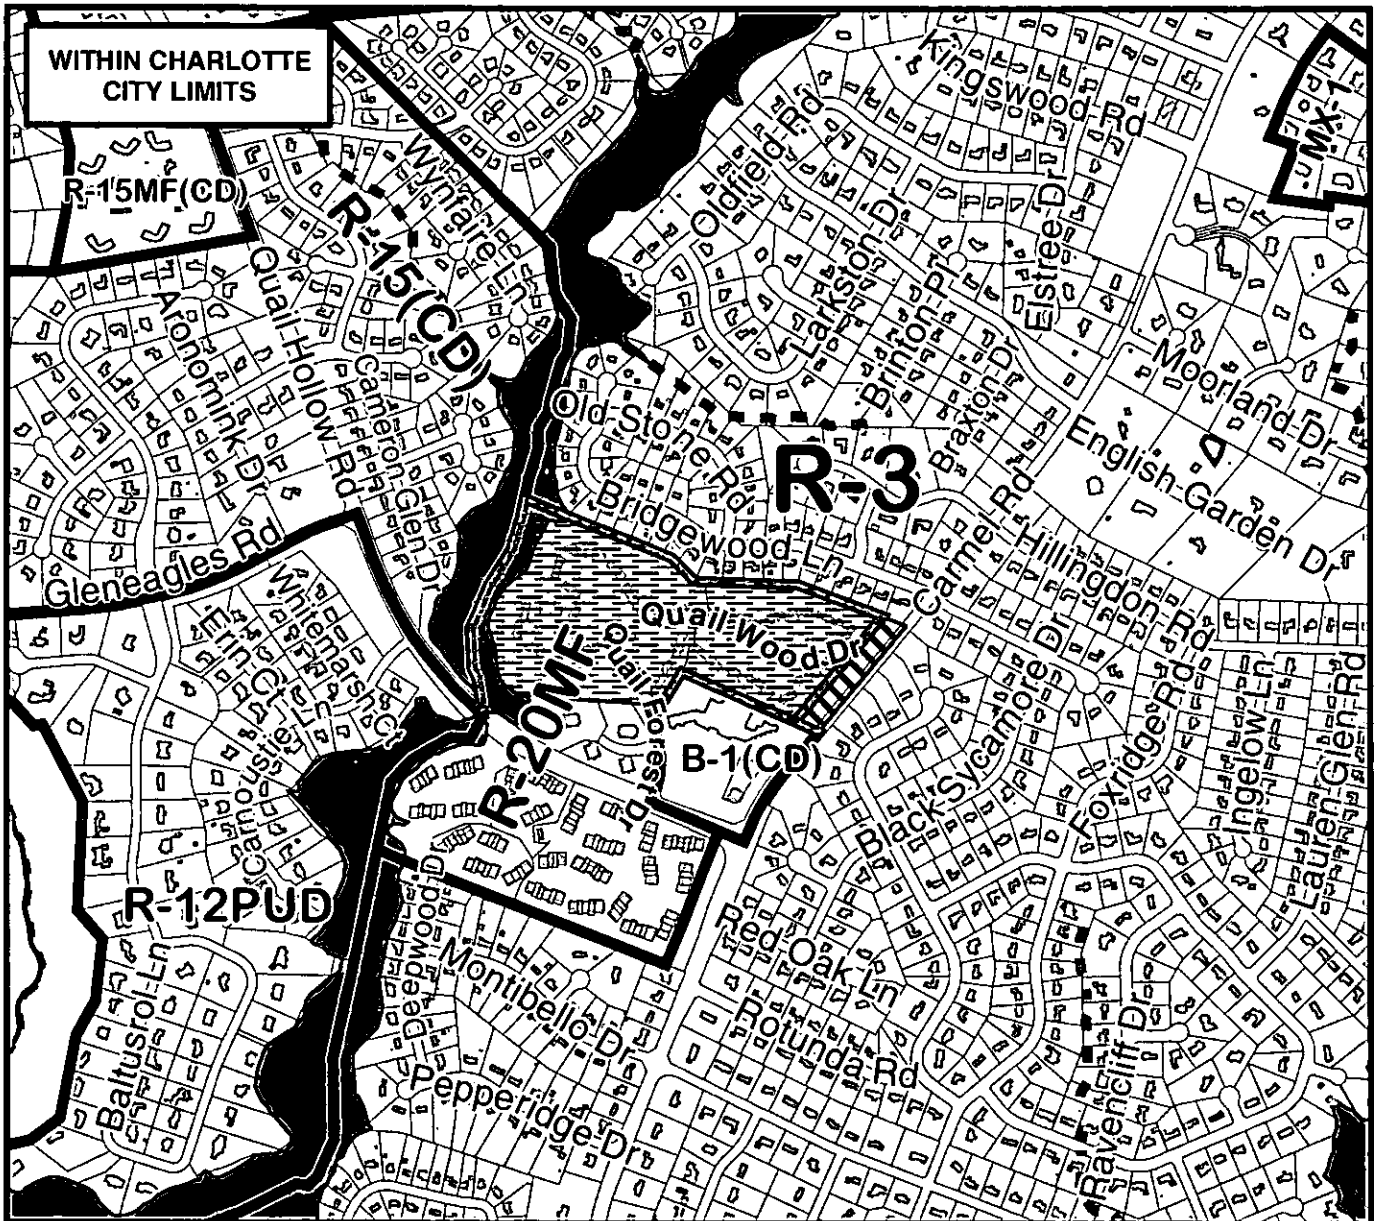 WITHIN CHARLOTTE
CITY LIMITS
Kingswood Rd
MX-1
R-15MF(CD)
Wynfaire Ln
Oldfield Rd
R-15(CD)
Larkston Dr
Elstree Dr
Quail Hollow Rd
Aronomink Dr
Cameron Glen Dr
Brinton Pl
Braxton Dr
Moorland Dr
Old Stone Rd
R-3
English Garden Dr
Bridgewood Ln
Carmel Rd
Hillingdon Rd
Gleneagles Rd
Whitemarsh Ct
Erin Ct
Carnoustie Ln
Quail Wood Dr
Quail Forest Dr
R-20MF
B-1(CD)
Black Sycamore Dr
Foxridge Rd
Ingelow Ln
Lauren Glen Rd
R-12PUD
Deepwood D
Baltusrol Ln
Montibello Dr
Red Oak Ln
Rotunda Rd
Pepperidge Dr
Ravencliff Dr